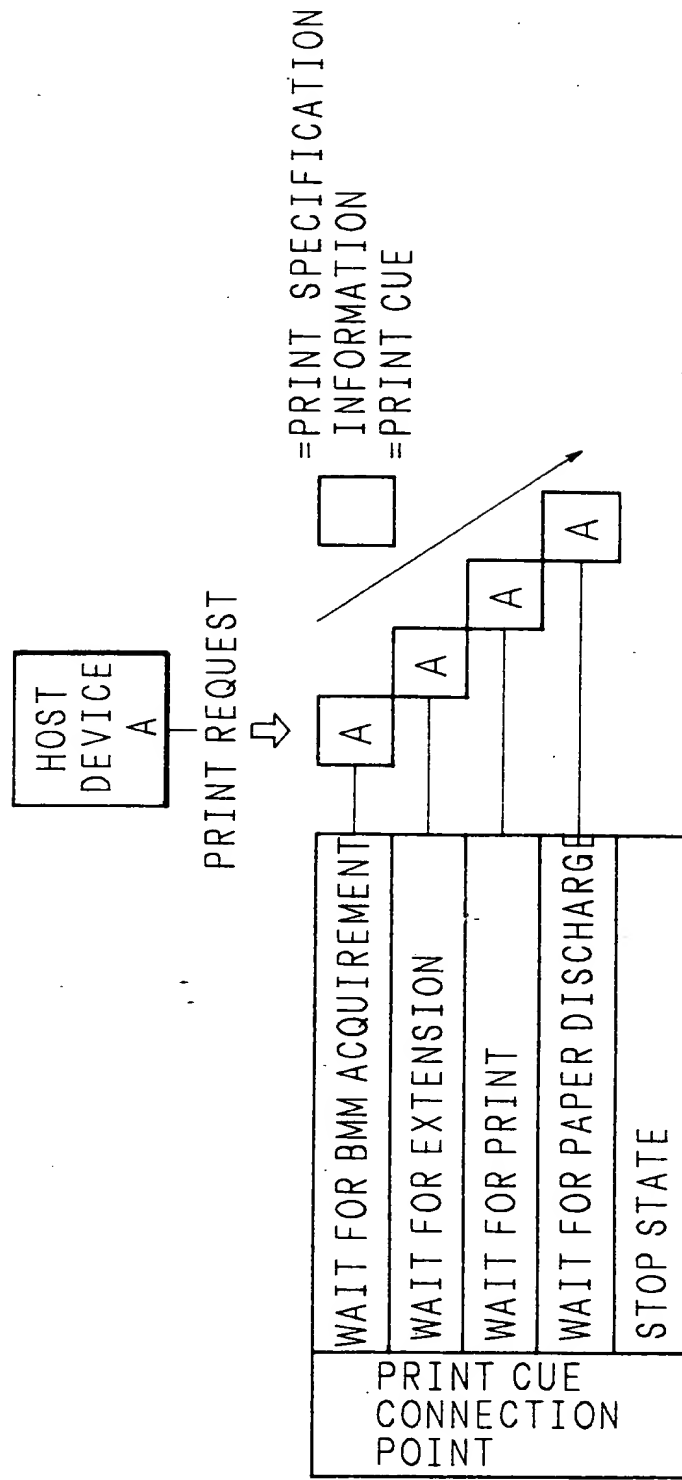 HOST
DEVICE
A
PRINT REQUEST
=PRINT SPECIFICATION
INFORMATION
=PRINT CUE
A
A
A
A
PRINT CUE
CONNECTION
POINT
WAIT FOR BMM ACQUIREMENT
WAIT FOR EXTENSION
WAIT FOR PRINT
WAIT FOR PAPER DISCHARGE
STOP STATE